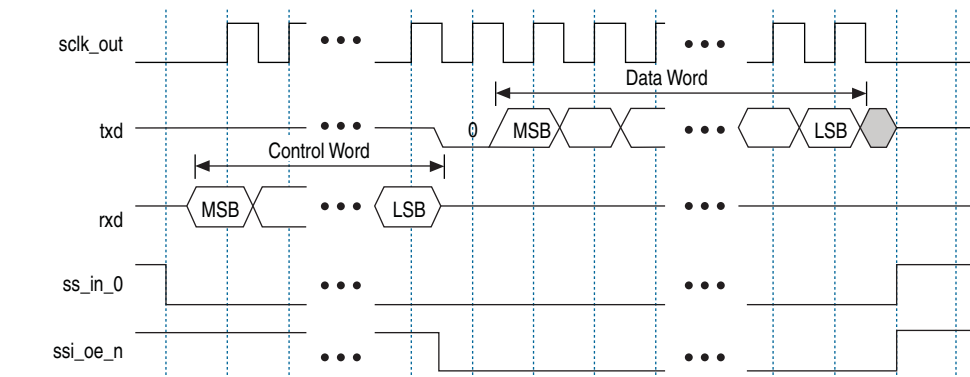 sclk_out
Data Word
txd
0
MSB
LSB
Control Word
rxd
MSB
LSB
ss_in_0
ssi_oe_n